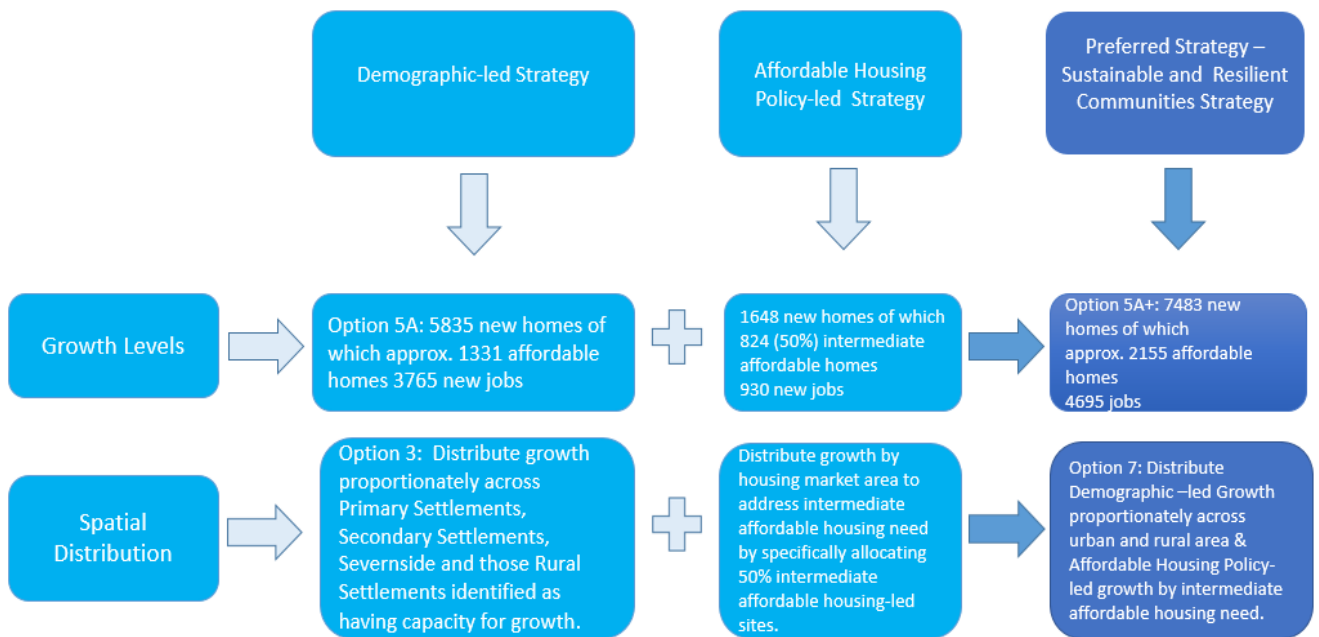 Demographic-led Strategy
Affordable Housing
Policy-led  Strategy
Preferred Strategy –
Sustainable and  Resilient
Communities Strategy
Growth Levels
Option 5A: 5835 new homes of
which approx. 1331 affordable
homes 3765 new jobs
1648 new homes of which
824 (50%) intermediate
affordable homes
930 new jobs
Option 5A+: 7483 new
homes of which
approx. 2155 affordable
homes
4695 jobs
Spatial
Distribution
Option 3:  Distribute growth
proportionately across
Primary Settlements,
Secondary Settlements,
Severnside and those Rural
Settlements identified as
having capacity for growth.
Distribute growth by
housing market area to
address intermediate
affordable housing need
by specifically allocating
50% intermediate
affordable housing-led
sites.
Option 7: Distribute
Demographic –led Growth
proportionately across
urban and rural area &
Affordable Housing Policy-
led growth by intermediate
affordable housing need.